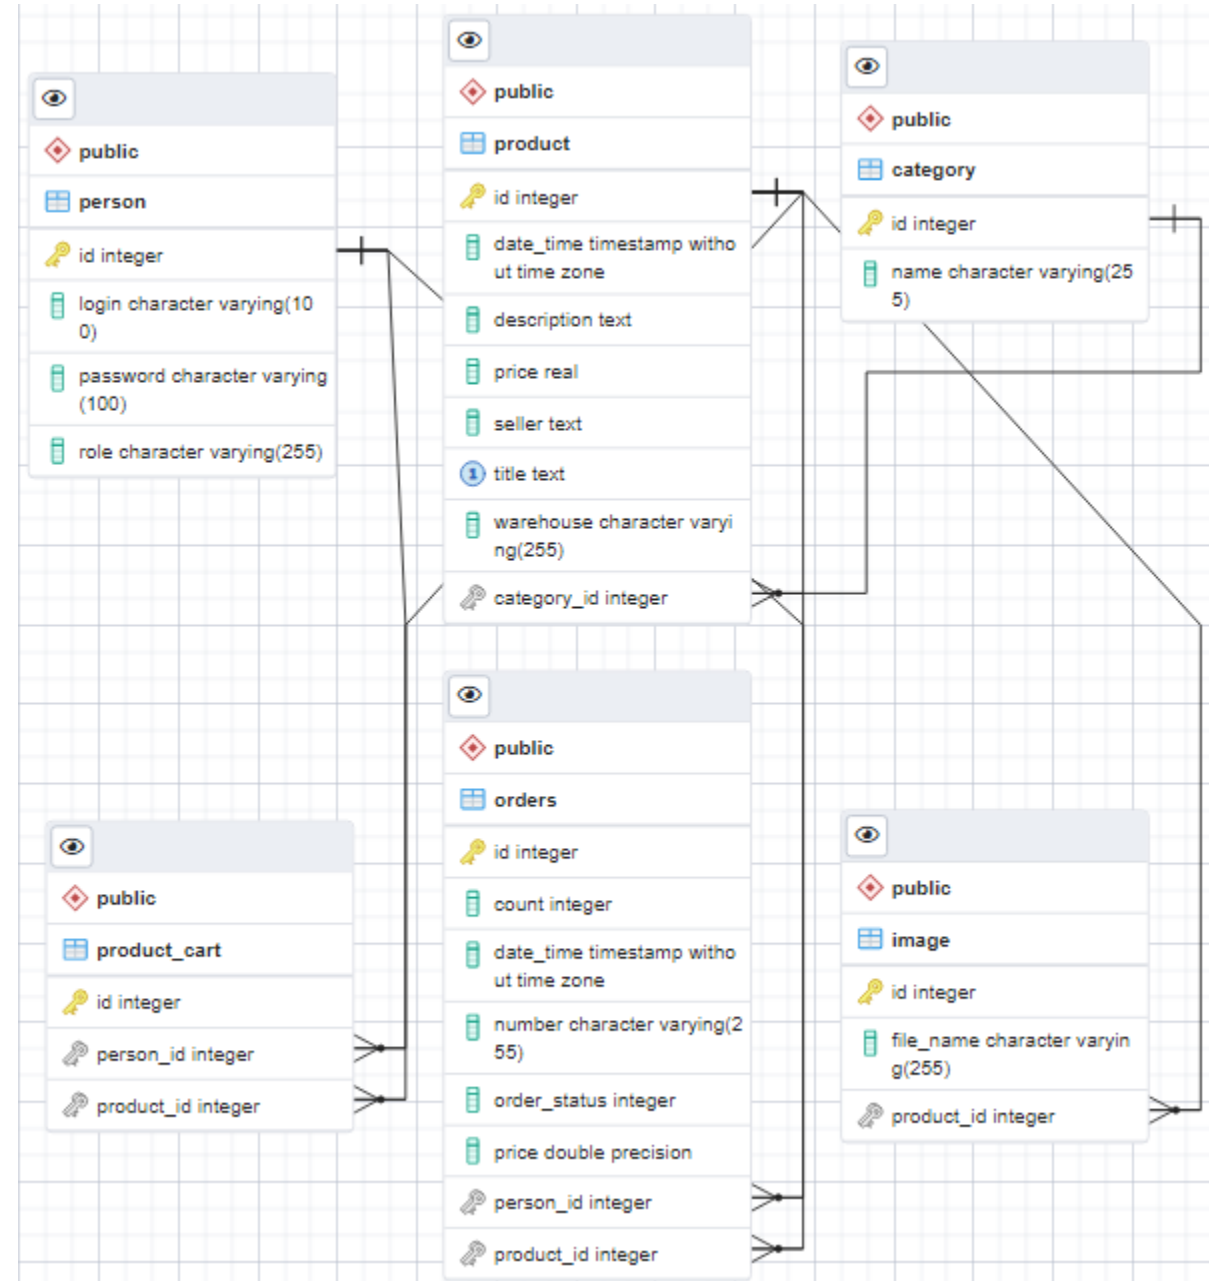 public
person
id integer
login character varying(10
0)
password character varying
(100)
role character varying(255)
public
product
id integer
date_time timestamp witho
ut time zone
description text
price real
seller text
1
title text
warehouse character varyi
ng(255)
category_id integer
public
category
id integer
name character varying(25
5)
public
product_cart
id integer
person_id integer
product_id integer
public
orders
id integer
count integer
date_time timestamp witho
ut time zone
number character varying(2
55)
order_status integer
price double precision
person_id integer
product_id integer
public
image
id integer
file_name character varyin
g(255)
product_id integer